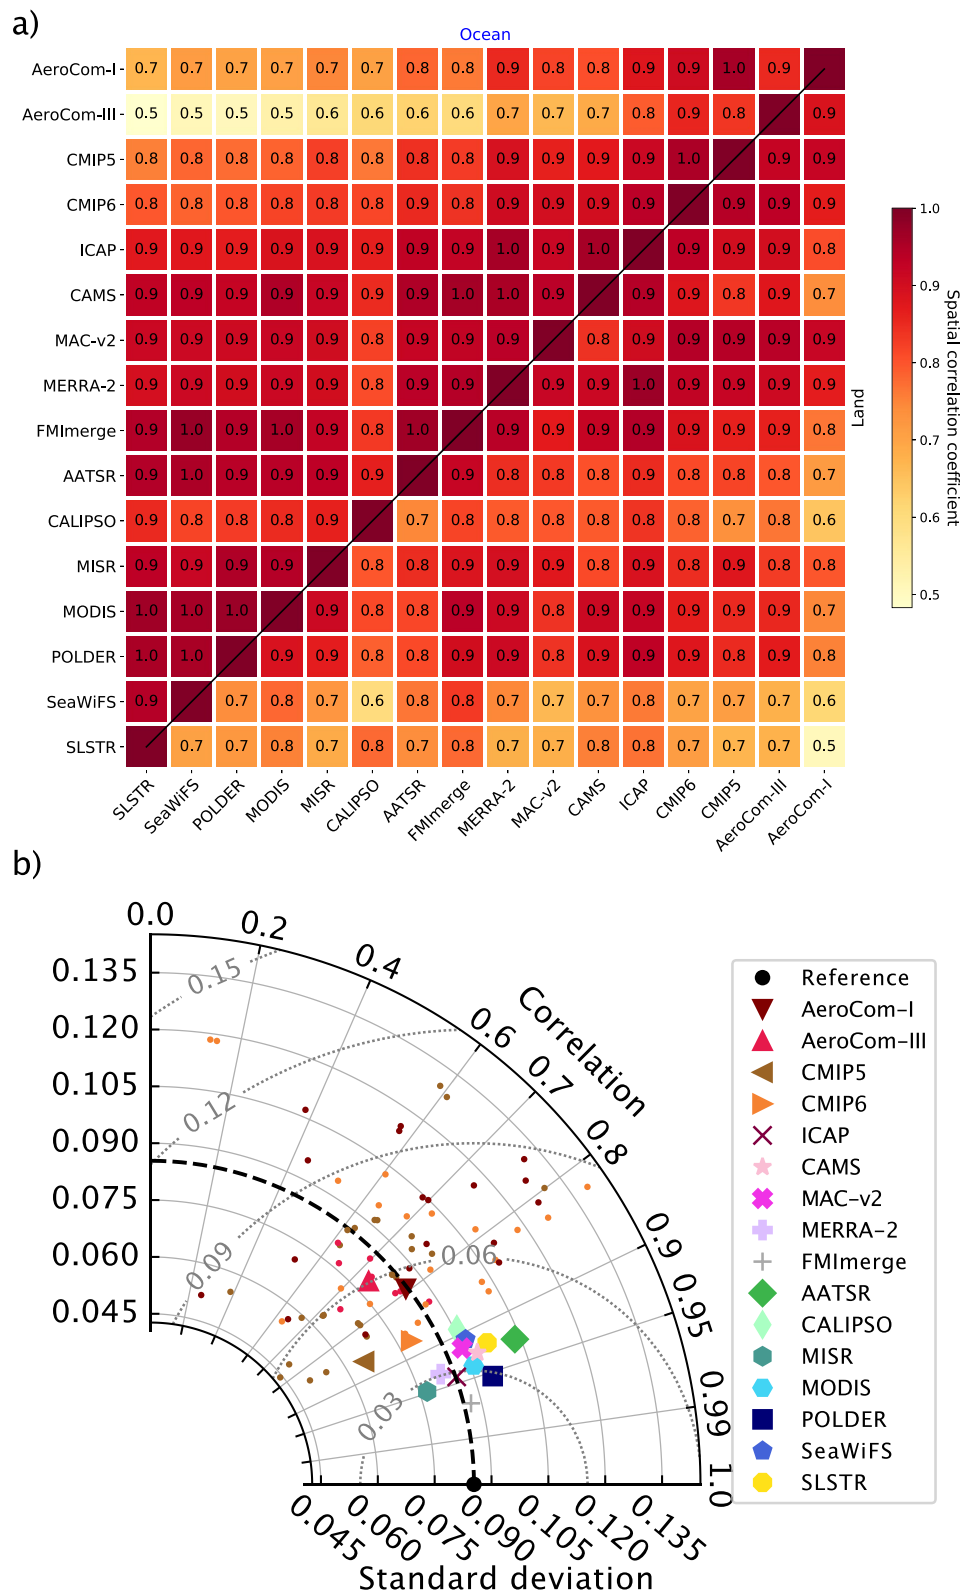 a)
Ocean
AeroCom-I 0.7 0.7 0.7 0.7 0.7 0.7 0.8 0.8 0.9 0.8 0.8 0.9 0.9 1.0 0.9
AeroCom-III 0.5 0.5 0.5 0.5 0.6 0.6 0.6 0.6 0.7 0.7 0.7 0.8 0.9 0.8 0.9
CMIP5 0.8 0.8 0.8 0.8 0.8 0.8 0.8 0.8 0.9 0.9 0.9 0.9 1.0 0.9 0.9
CMIP6 0.8 0.8 0.8 0.8 0.8 0.8 0.9 0.8 0.9 0.9 0.9 0.9 0.9 0.9 0.9
ICAP 0.9 0.9 0.9 0.9 0.9 0.9 0.9 0.9 1.0 0.9 1.0 0.9 0.9 0.9 0.8
CAMS 0.9 0.9 0.9 0.9 0.9 0.9 0.9 1.0 1.0 0.9 0.9 0.9 0.8 0.9 0.7
MAC-v2 0.9 0.9 0.9 0.9 0.9 0.8 0.9 0.9 0.9 0.8 0.9 0.9 0.9 0.9 0.9
MERRA-2 0.9 0.9 0.9 0.9 0.9 0.8 0.9 0.9 0.9 0.9 1.0 0.9 0.9 0.9 0.9
FMImerge 0.9 1.0 0.9 1.0 0.9 0.8 1.0 0.9 0.9 0.9 0.9 0.9 0.9 0.9 0.8
AATSR 0.9 1.0 0.9 0.9 0.9 0.9 0.9 0.8 0.8 0.8 0.9 0.8 0.8 0.8 0.7
CALIPSO 0.9 0.8 0.8 0.8 0.9 0.7 0.8 0.8 0.8 0.8 0.8 0.8 0.7 0.8 0.6
MISR 0.9 0.9 0.9 0.9 0.8 0.8 0.9 0.9 0.9 0.8 0.9 0.8 0.9 0.8 0.8
MODIS 1.0 1.0 1.0 0.9 0.8 0.8 0.9 0.9 0.8 0.9 0.9 0.9 0.9 0.9 0.7
POLDER 1.0 1.0 0.9 0.9 0.8 0.8 0.9 0.9 0.8 0.9 0.9 0.9 0.8 0.9 0.8
SeaWiFS 0.9 0.7 0.8 0.7 0.6 0.8 0.8 0.7 0.7 0.7 0.8 0.7 0.7 0.7 0.6
SLSTR 0.7 0.7 0.8 0.7 0.8 0.7 0.8 0.7 0.7 0.8 0.8 0.7 0.7 0.7 0.5
SLSTR SeaWiFS POLDER MODIS MISR CALIPSO AATSR FMImerge MERRA-2 MAC-v2 CAMS ICAP CMIP6 CMIP5 AeroCom-III AeroCom-I
Land
1.0
0.9
0.8
0.7
0.6
0.5
Spatial correlation coefficient
b)
0.0 0.2 0.4 0.6 0.7 0.8 0.9 0.95 0.99 1.0
Correlation
0.135
0.120
0.105
0.090
0.075
0.060
0.045
0.15
0.12
0.09
0.06
0.03
0.045 0.060 0.075 0.090 0.105 0.120 0.135
Standard deviation
Reference
AeroCom-I
AeroCom-III
CMIP5
CMIP6
ICAP
CAMS
MAC-v2
MERRA-2
FMImerge
AATSR
CALIPSO
MISR
MODIS
POLDER
SeaWiFS
SLSTR